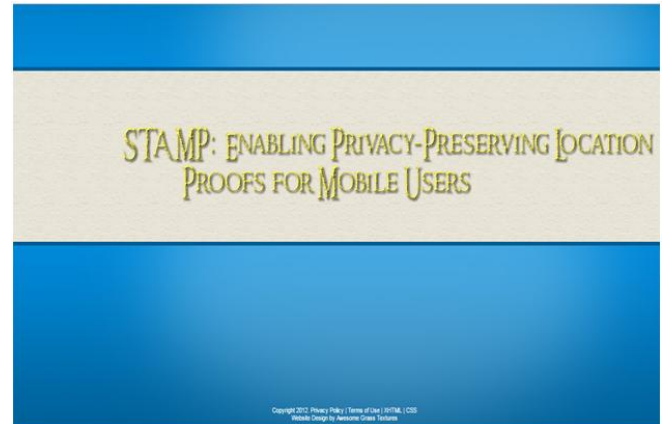 STAMP: ENABLING PRIVACY-PRESERVING LOCATION
PROOFS FOR MOBILE USERS
Copyright 2012. Privacy Policy | Terms of Use | XHTML | CSS
Website Design by Awesome Grass Textures